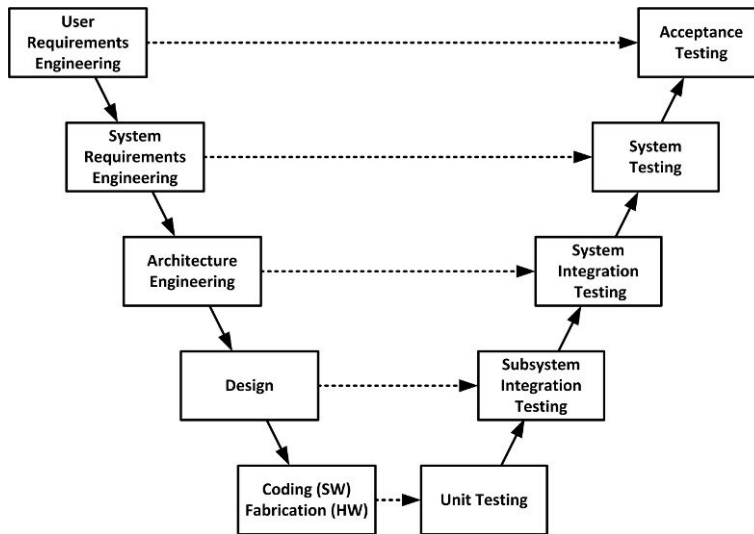 User
Requirements
Engineering
Acceptance
Testing
System
Requirements
Engineering
System
Testing
Architecture
Engineering
System
Integration
Testing
Design
Subsystem
Integration
Testing
Coding (SW)
Fabrication (HW)
Unit Testing